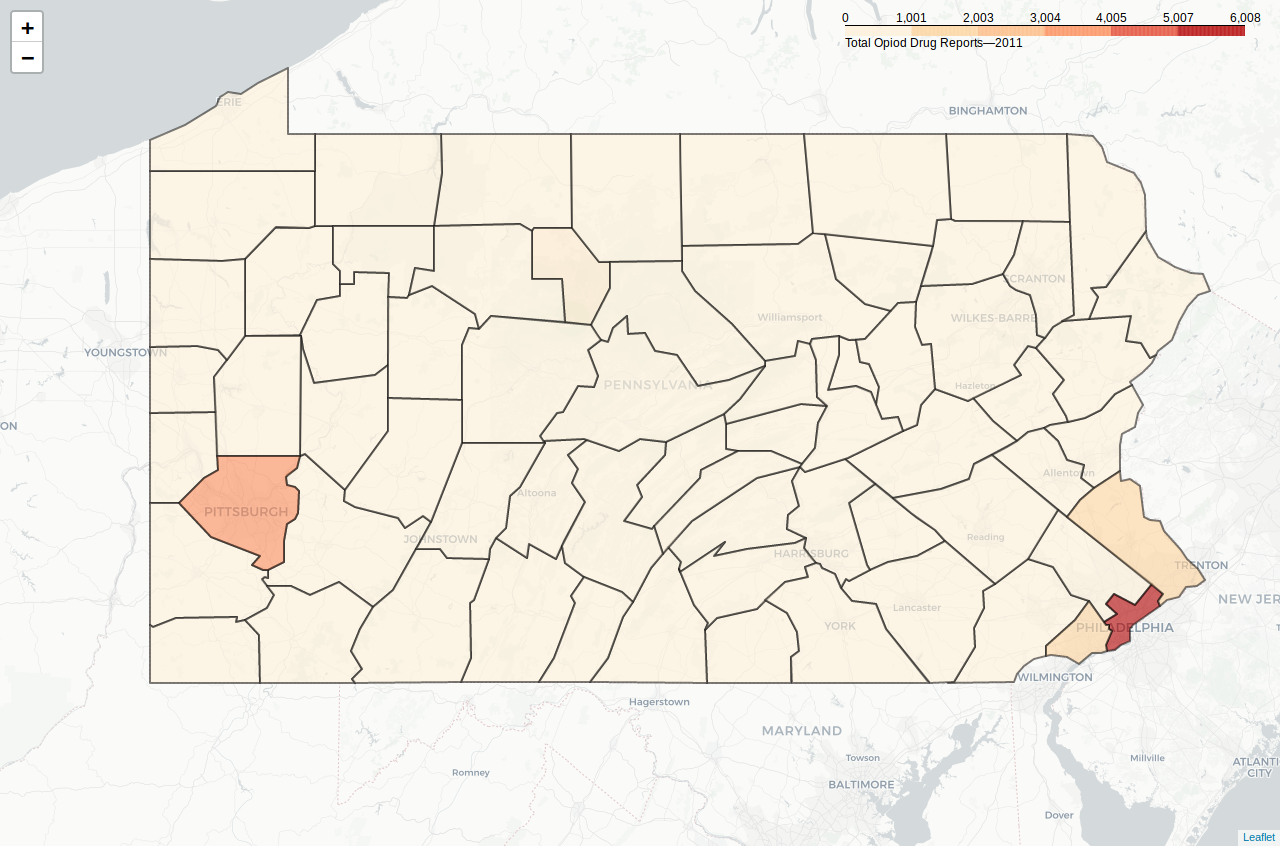 +
−
0 1,001 2,003 3,004 4,005 5,007 6,008
Total Opiod Drug Reports—2011
ERIE
BINGHAMTON
SCRANTON
Williamsport
WILKES-BARRE
YOUNGSTOWN
PENNSYLVANIA
Hazleton
ON
Allentown
Altoona
PITTSBURGH
JOHNSTOWN
Reading
HARRISBURG
TRENTON
NEW JER
Lancaster
YORK
PHILADELPHIA
WILMINGTON
Hagerstown
MARYLAND
Towson
Millville
ATLANTI
CITY
Romney
BALTIMORE
Dover
Leaflet